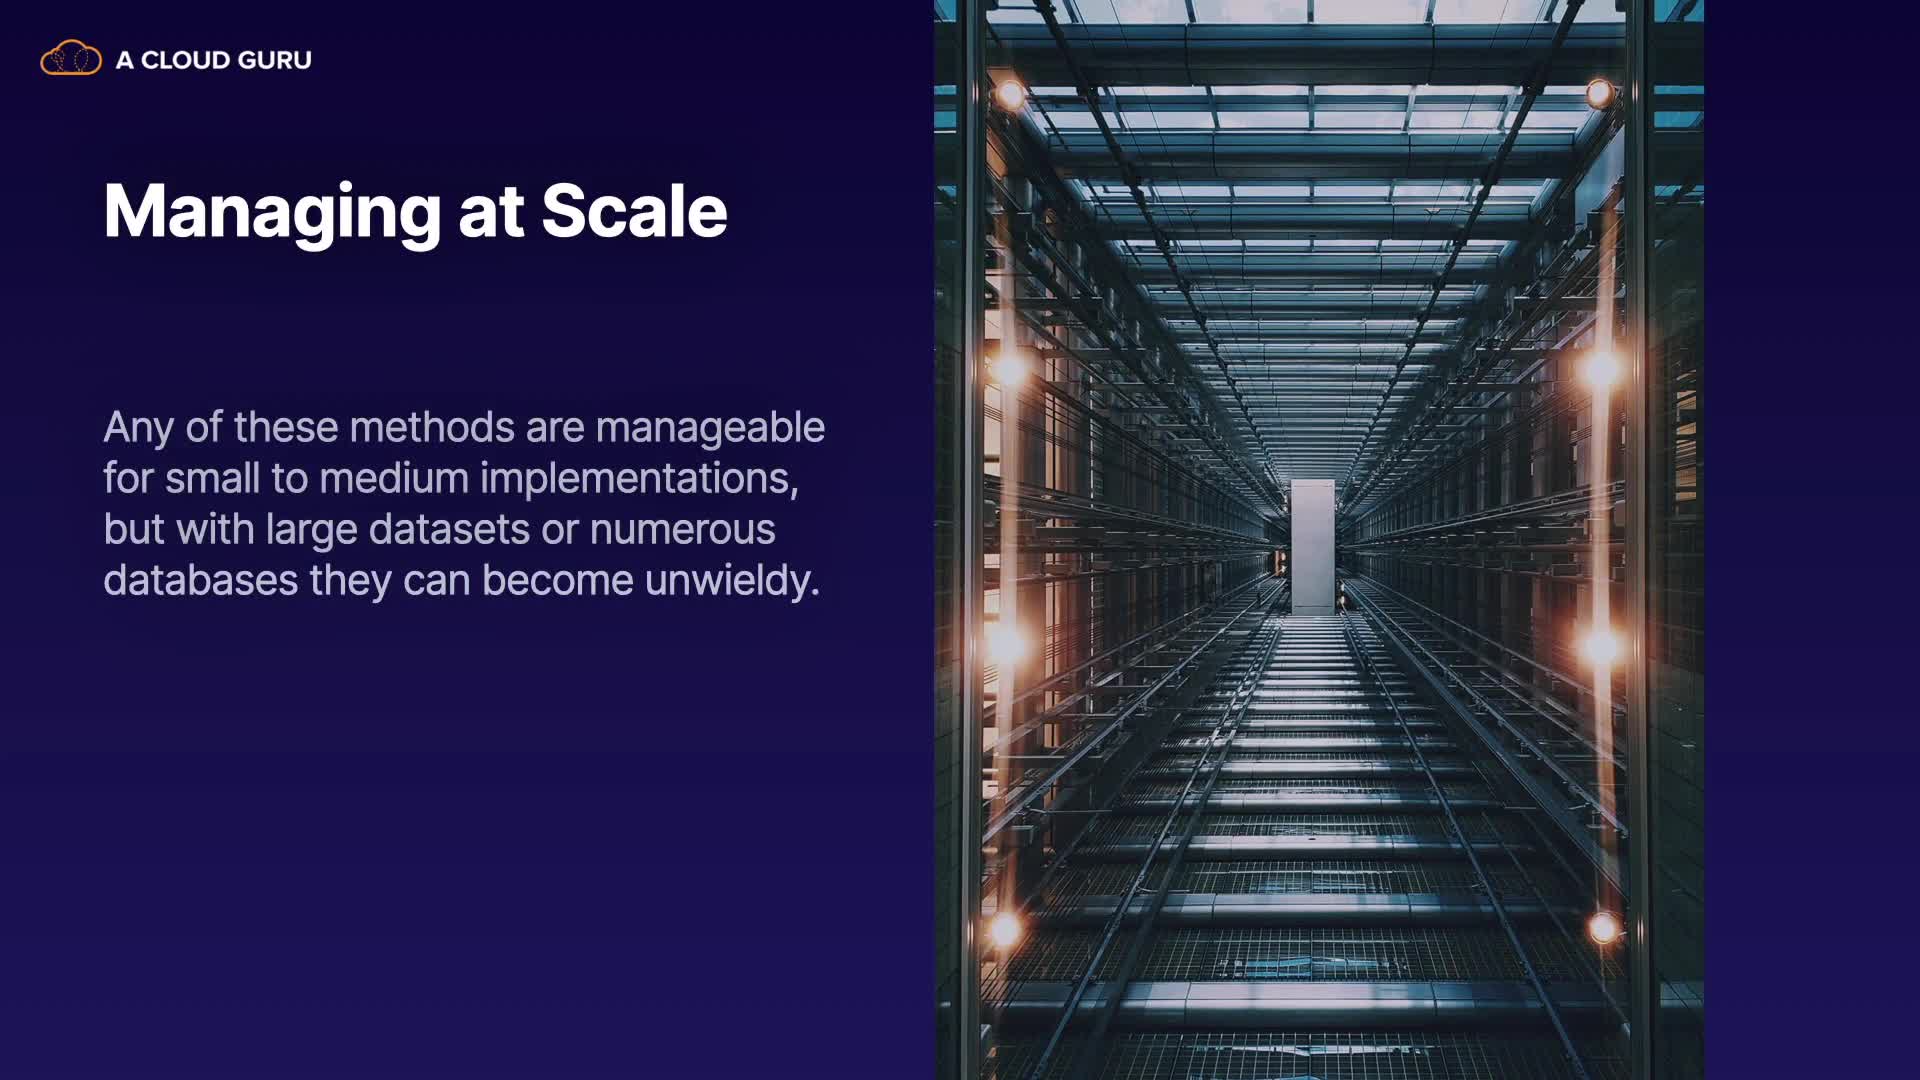 A CLOUD GURU
Managing at Scale
Any of these methods are manageable
for small to medium implementations,
but with large datasets or numerous
databases they can become unwieldy.